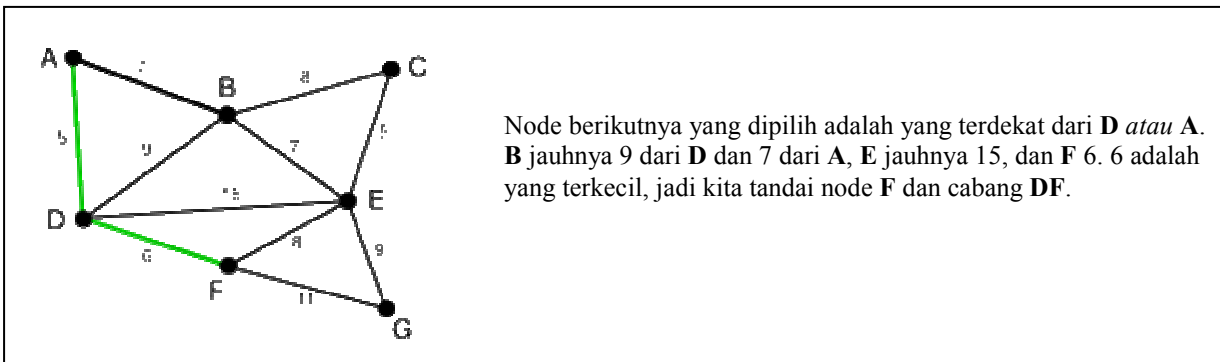 A
B
C
8
9
7
D
E
8
9
F
11
G
Node berikutnya yang dipilih adalah yang terdekat dari D atau A.
B jauhnya 9 dari D dan 7 dari A, E jauhnya 15, dan F 6. 6 adalah
yang terkecil, jadi kita tandai node F dan cabang DF.